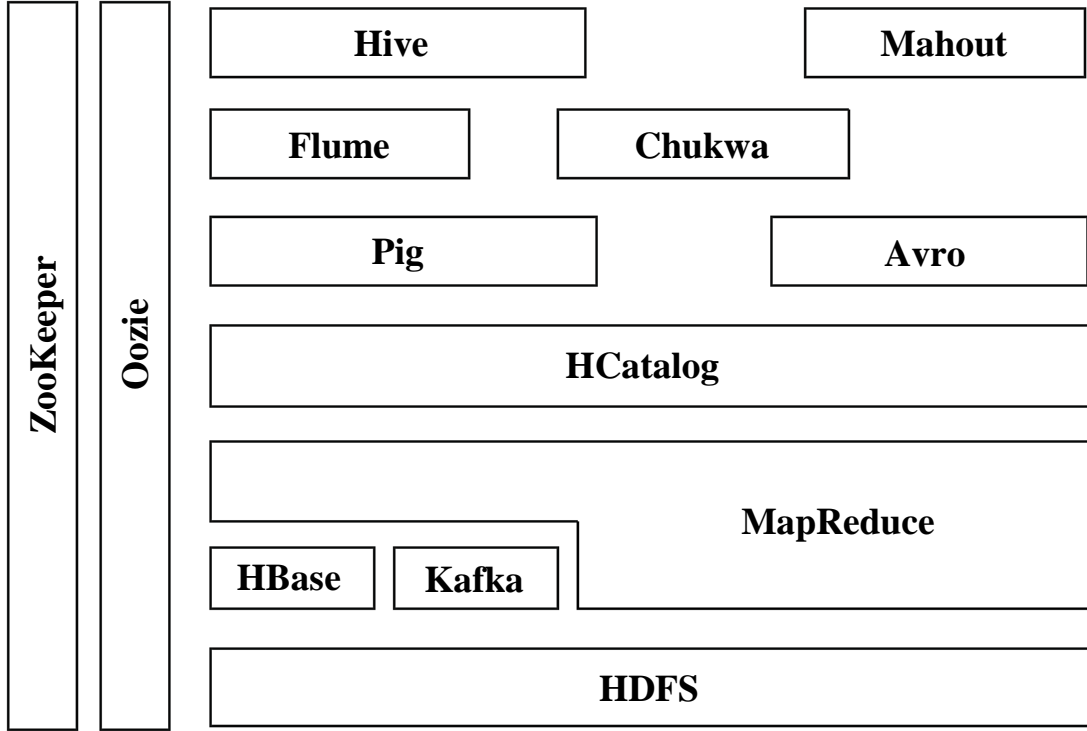 ZooKeeper
Oozie
Hive
Mahout
Flume
Chukwa
Pig
Avro
HCatalog
MapReduce
HBase
Kafka
HDFS